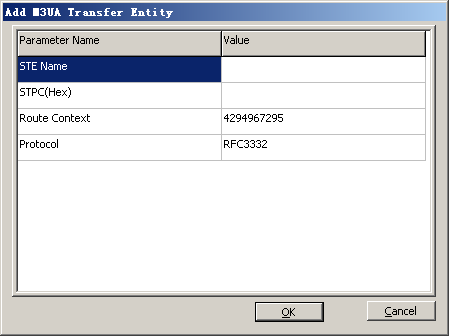 Add M3UA Transfer Entity
Parameter Name Value
STE Name
STPC(Hex)
Route Context 4294967295
Protocol RFC3332
OK Cancel